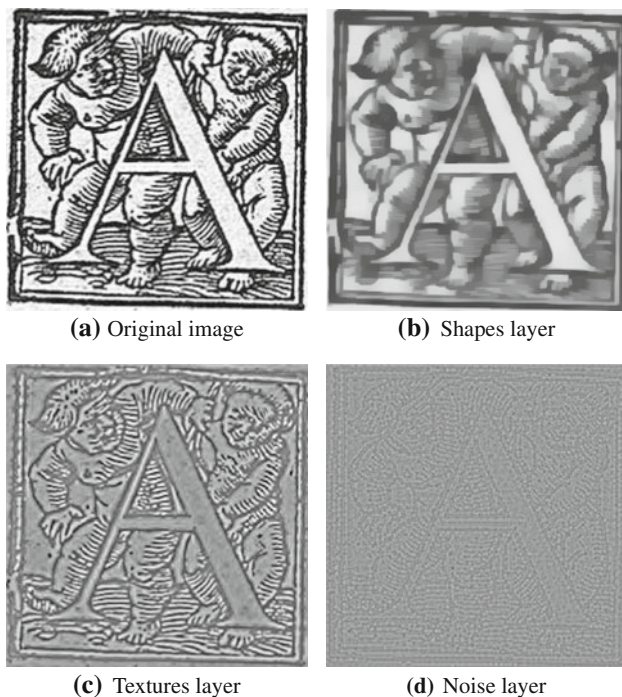 A
A
(a) Original image
(b) Shapes layer
A
A
(c) Textures layer
(d) Noise layer